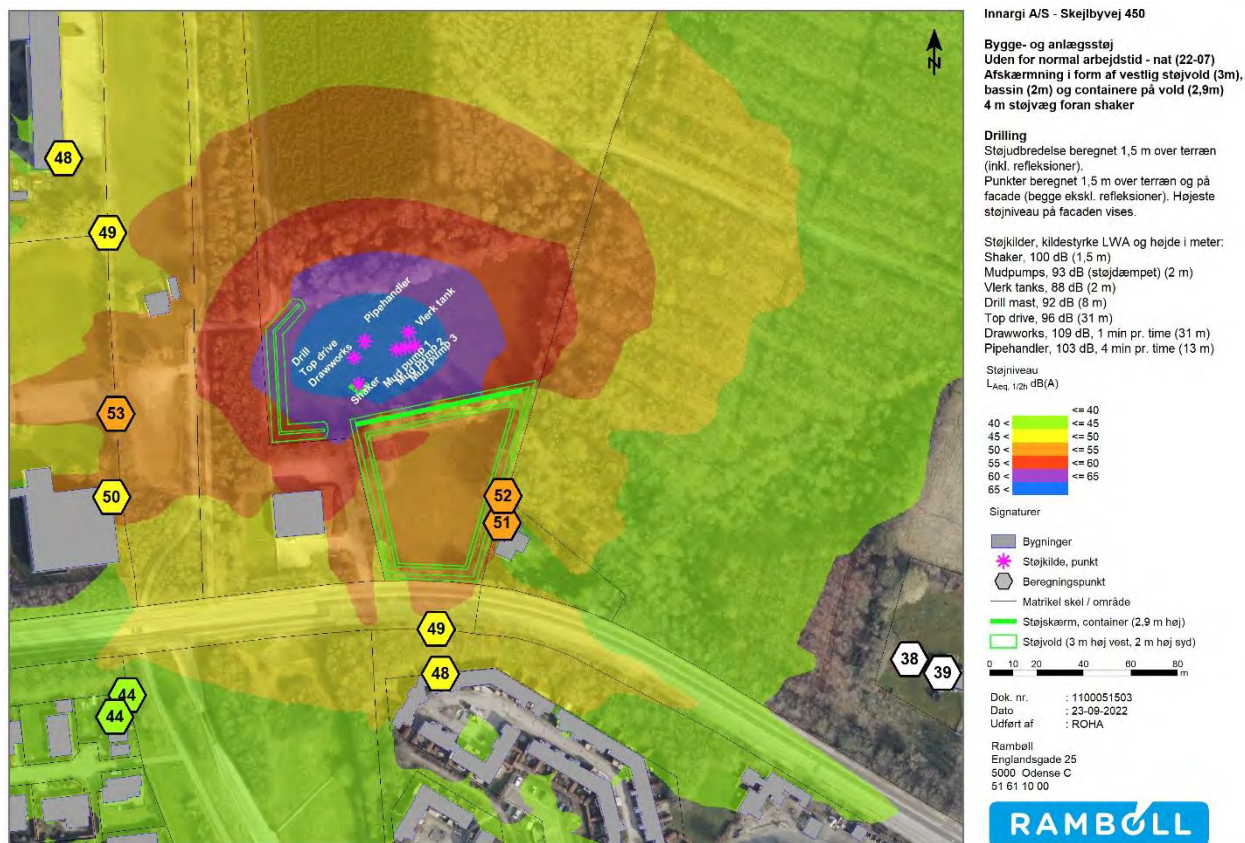 Innargi A/S - Skejlbyvej 450
Bygge- og anlægsstøj
Uden for normal arbejdstid - nat (22-07)
Afskærmning i form af vestlig støjvold (3m),
bassin (2m) og containere på vold (2,9m)
4 m støjvæg foran shaker
Drilling
Støjudbredelse beregnet 1,5 m over terræn
(inkl. refleksioner).
Punkter beregnet 1,5 m over terræn og på
facade (begge ekskl. refleksioner). Højeste
støjniveau på facaden vises.
Støjkilder, kildestyrke LWA og højde i meter:
Shaker, 100 dB (1,5 m)
Mudpumps, 93 dB (støjdæmpet) (2 m)
Vlerk tanks, 88 dB (2 m)
Drill mast, 92 dB (8 m)
Top drive, 96 dB (31 m)
Drawworks, 109 dB, 1 min pr. time (31 m)
Pipehandler, 103 dB, 4 min pr. time (13 m)
Støjniveau
LAeq, 1/2h dB(A)
<= 40
40 < <= 45
45 < <= 50
50 < <= 55
55 < <= 60
60 < <= 65
65 <
Signaturer
Bygninger
Støjkilde, punkt
Beregningspunkt
Matrikel skel / område
Støjskærm, container (2,9 m høj)
Støjvold (3 m høj vest, 2 m høj syd)
0 10 20 40 60 80
m
Dok. nr. : 1100051503
Dato : 23-09-2022
Udført af : ROHA
Rambøll
Englandsgade 25
5000 Odense C
51 61 10 00
RAMBOLL
N
48
49
53
50
44
44
52
51
49
48
38
39
Pipehandler
Vlerk tank
Drill
Top drive
Drawworks
Shaker
Mud pump 1
Mud pump 2
Mud pump 3